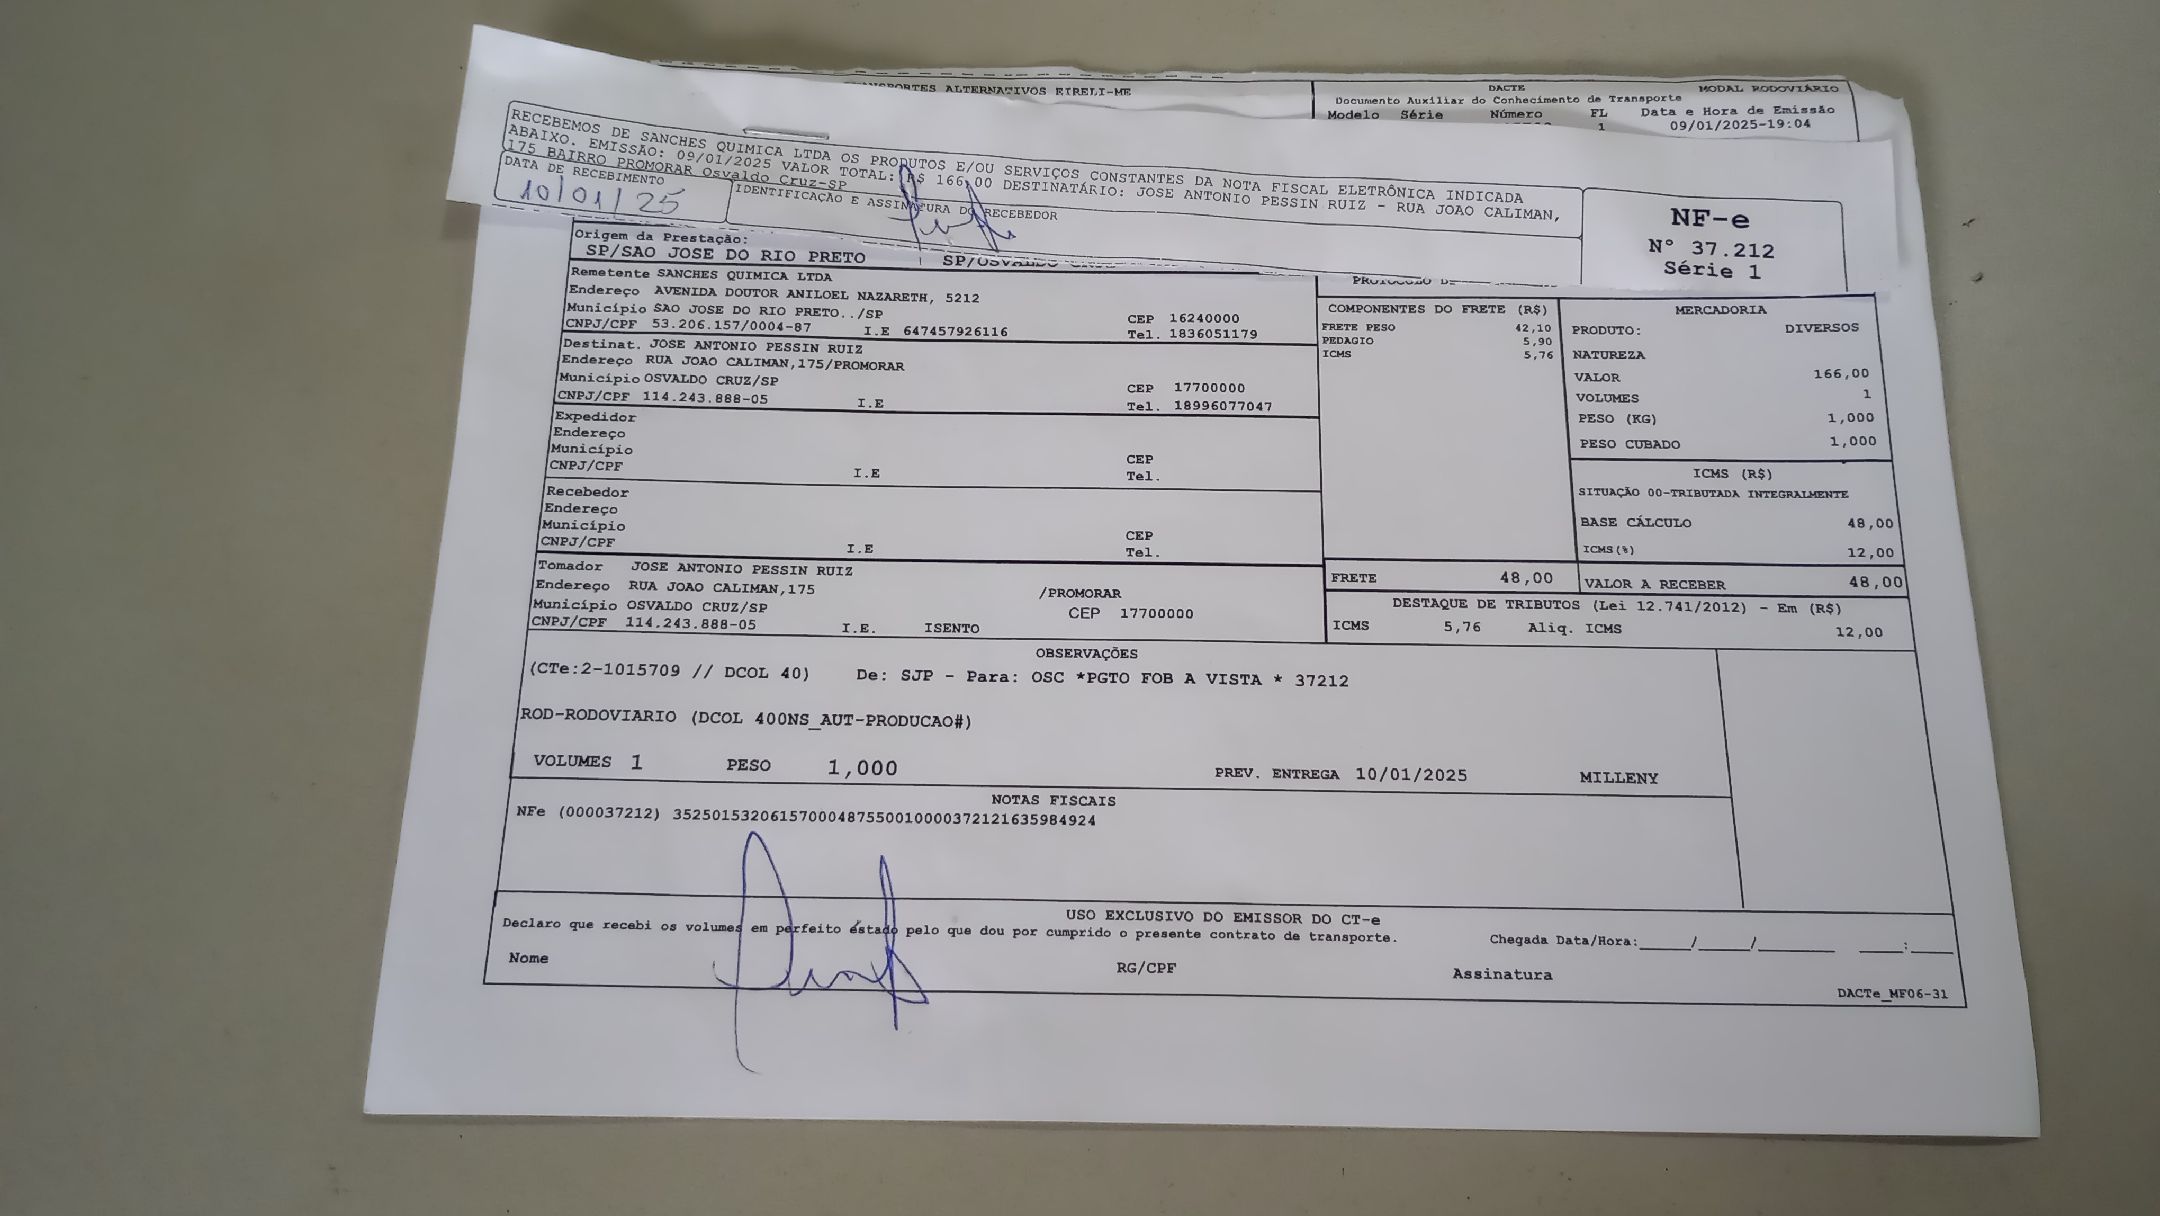 NSPORTES ALTERNATIVOS EIRELI-ME
DACTE
MODAL RODOVIÁRIO
Documento Auxiliar do Conhecimento de Transporte
Modelo Série Número FL Data e Hora de Emissão
1 09/01/2025-19:04
RECEBEMOS DE SANCHES QUIMICA LTDA OS PRODUTOS E/OU SERVIÇOS CONSTANTES DA NOTA FISCAL ELETRÔNICA INDICADA
ABAIXO. EMISSÃO: 09/01/2025 VALOR TOTAL: R$ 166,00 DESTINATÁRIO: JOSE ANTONIO PESSIN RUIZ - RUA JOAO CALIMAN,
175 BAIRRO PROMORAR Osvaldo Cruz-SP
DATA DE RECEBIMENTO
10/01/25
IDENTIFICAÇÃO E ASSINATURA DO RECEBEDOR
NF-e
N° 37.212
Série 1
Origem da Prestação:
SP/SAO JOSE DO RIO PRETO SP/OSVALDO CRUZ
PROTOCOLO DE
Remetente SANCHES QUIMICA LTDA
Endereço AVENIDA DOUTOR ANILOEL NAZARETH, 5212
Município SAO JOSE DO RIO PRETO../SP CEP 16240000
CNPJ/CPF 53.206.157/0004-87 I.E 647457926116 Tel. 1836051179
Destinat. JOSE ANTONIO PESSIN RUIZ
Endereço RUA JOAO CALIMAN,175/PROMORAR
Município OSVALDO CRUZ/SP CEP 17700000
CNPJ/CPF 114.243.888-05 I.E Tel. 18996077047
Expedidor
Endereço
Município CEP
CNPJ/CPF I.E Tel.
Recebedor
Endereço
Município CEP
CNPJ/CPF I.E Tel.
Tomador JOSE ANTONIO PESSIN RUIZ
Endereço RUA JOAO CALIMAN,175 /PROMORAR
Município OSVALDO CRUZ/SP CEP 17700000
CNPJ/CPF 114.243.888-05 I.E. ISENTO
COMPONENTES DO FRETE (R$)
FRETE PESO 42,10
PEDAGIO 5,90
ICMS 5,76
FRETE 48,00
MERCADORIA
PRODUTO: DIVERSOS
NATUREZA
VALOR 166,00
VOLUMES 1
PESO (KG) 1,000
PESO CUBADO 1,000
ICMS (R$)
SITUAÇÃO 00-TRIBUTADA INTEGRALMENTE
BASE CÁLCULO 48,00
ICMS(%) 12,00
VALOR A RECEBER 48,00
DESTAQUE DE TRIBUTOS (Lei 12.741/2012) - Em (R$)
ICMS 5,76 Aliq. ICMS 12,00
OBSERVAÇÕES
(CTe:2-1015709 // DCOL 40) De: SJP - Para: OSC *PGTO FOB A VISTA * 37212
ROD-RODOVIARIO (DCOL 400NS_AUT-PRODUCAO#)
VOLUMES 1 PESO 1,000 PREV. ENTREGA 10/01/2025 MILLENY
NOTAS FISCAIS
NFe (000037212) 35250153206157000487550010000372121635984924
USO EXCLUSIVO DO EMISSOR DO CT-e
Declaro que recebi os volumes em perfeito estado pelo que dou por cumprido o presente contrato de transporte.
Chegada Data/Hora:_____/_____/________ ____:____
Nome RG/CPF Assinatura
DACTe_MF06-31